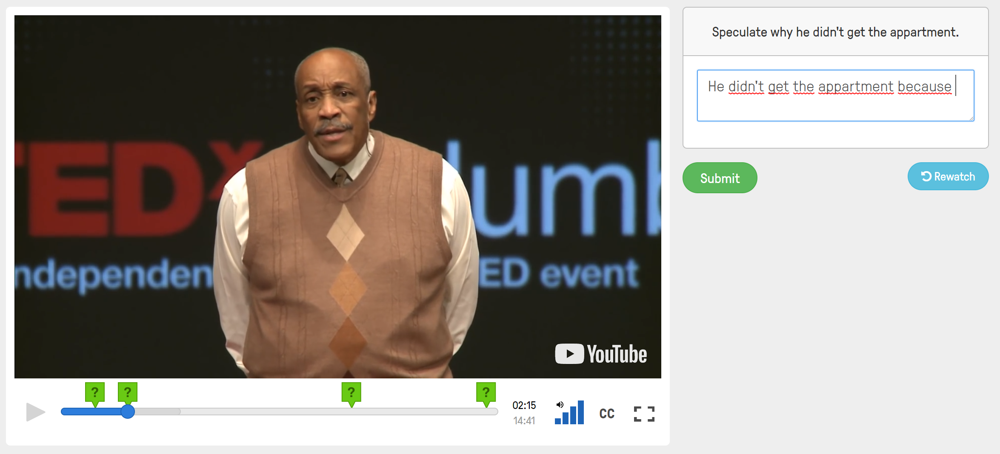 TEDx
lumb
ndependen
ED event
YouTube
?
?
?
?
02:15
14:41
CC
Speculate why he didn't get the appartment.
He didn't get the appartment because
Submit
Rewatch